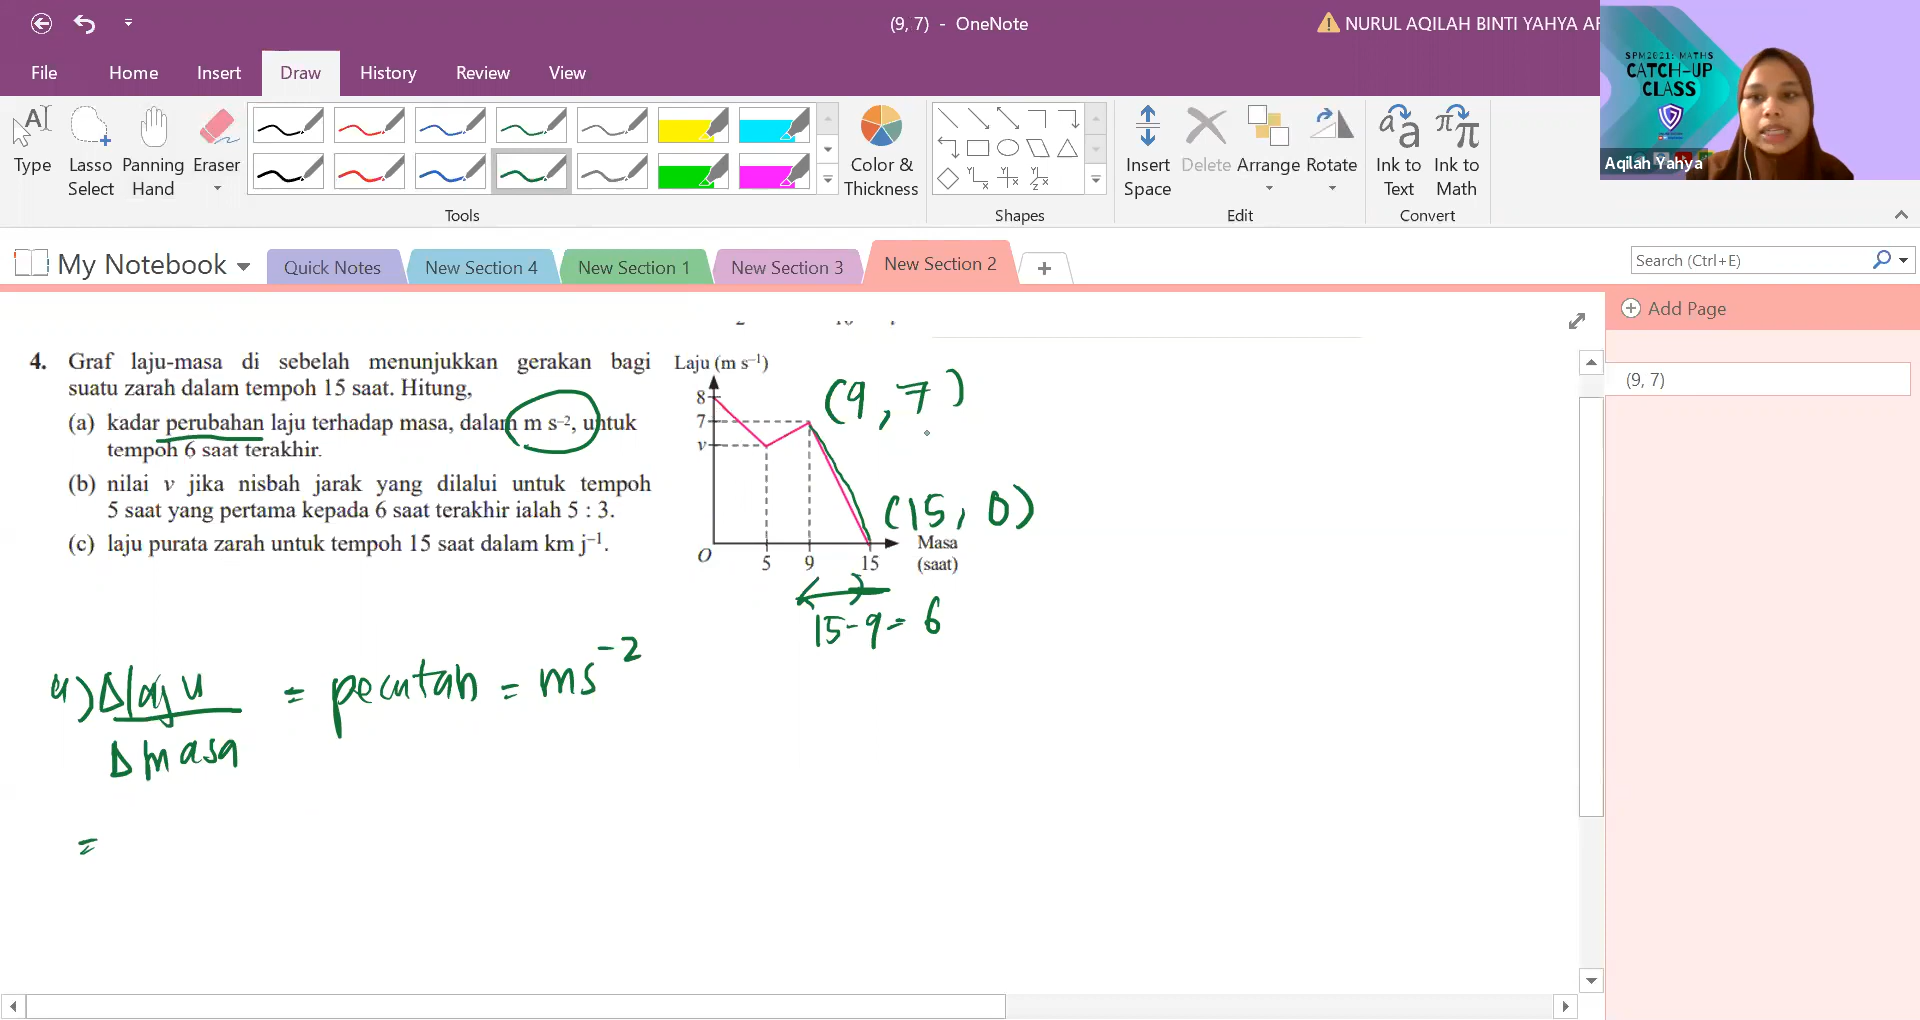 (9, 7) - OneNote
NURUL AQILAH BINTI YAHYA
SPM2021: MATHS
CATCH-UP
CLASS
Aqilah Yahya
File Home Insert Draw History Review View
Type
Lasso Select
Panning Hand
Eraser
Color & Thickness
Insert Space
Delete
Arrange
Rotate
Ink to Text
Ink to Math
Tools
Shapes
Edit
Convert
My Notebook
Quick Notes
New Section 4
New Section 1
New Section 3
New Section 2
Search (Ctrl+E)
Add Page
(9, 7)
4. Graf laju-masa di sebelah menunjukkan gerakan bagi
suatu zarah dalam tempoh 15 saat. Hitung,
(a) kadar perubahan laju terhadap masa, dalam m s⁻², untuk
tempoh 6 saat terakhir.
(b) nilai v jika nisbah jarak yang dilalui untuk tempoh
5 saat yang pertama kepada 6 saat terakhir ialah 5 : 3.
(c) laju purata zarah untuk tempoh 15 saat dalam km j⁻¹.
Laju (m s⁻¹)
8
7
v
O
5 9 15
Masa
(saat)
(9, 7)
(15, 0)
15-9= 6
a) Δlaju = pecutan = ms⁻²
Δmasa
=